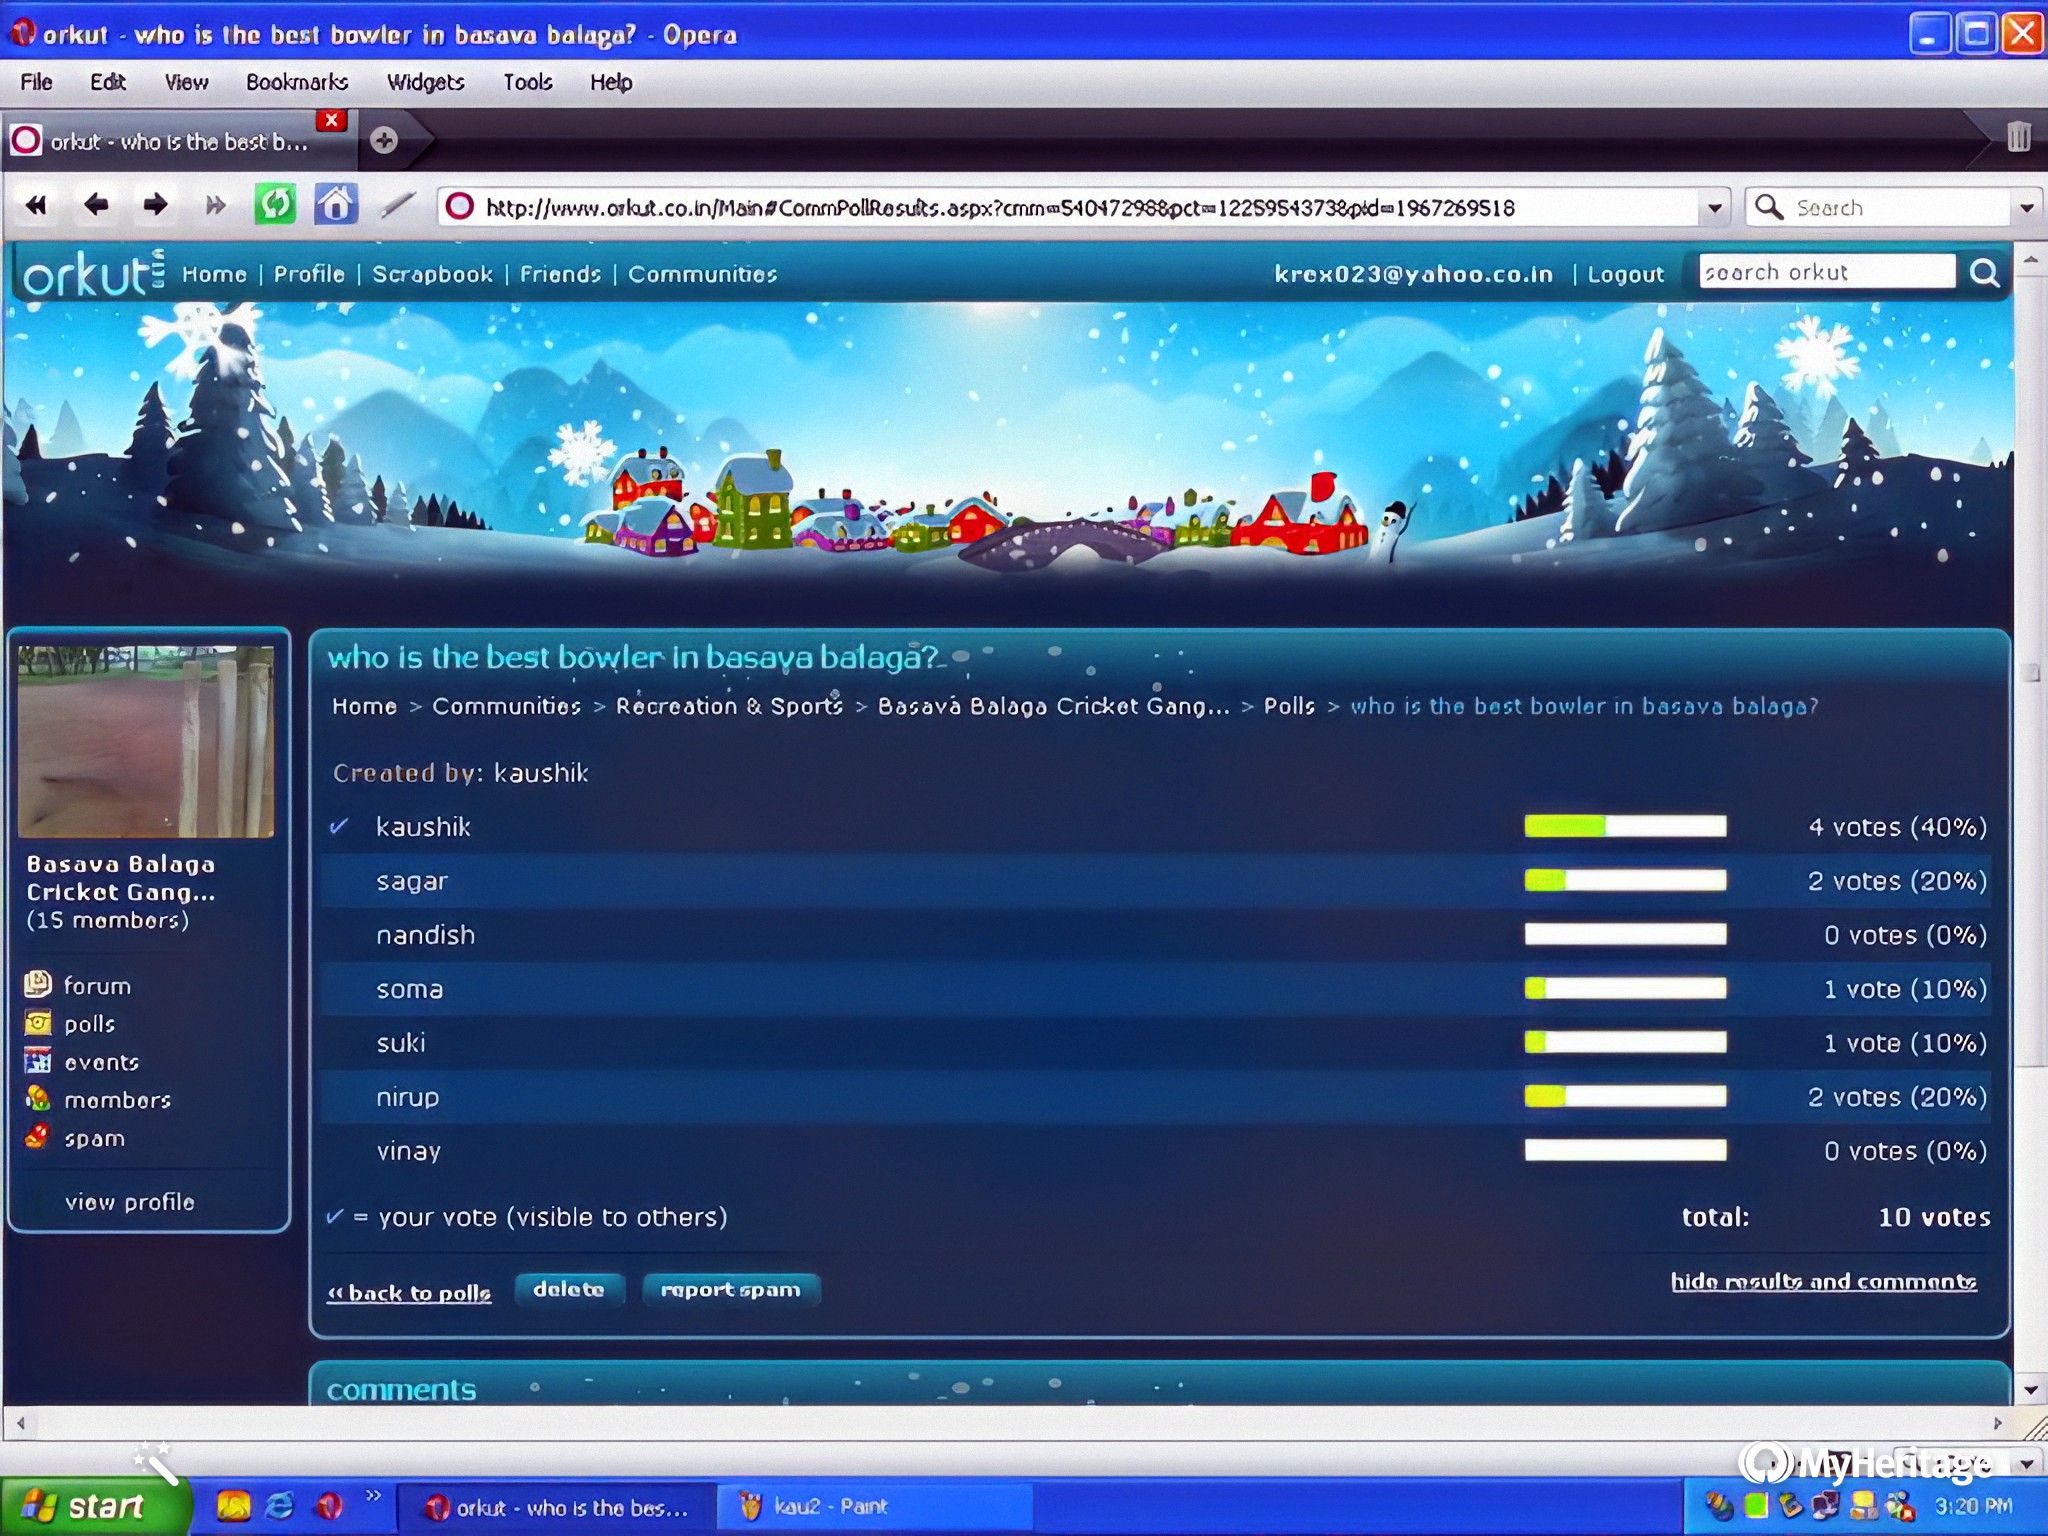 orkut - who is the best bowler in basava balaga? - Opera
File Edit View Bookmarks Widgets Tools Help
orkut - who is the best b...
http://www.orkut.co.in/Main#CommPollResults.aspx?cmm=54047298&pct=1225954373&pid=1967269518
Search
orkut BETA Home | Profile | Scrapbook | Friends | Communities
krex023@yahoo.co.in | Logout
search orkut
Basava Balaga
Cricket Gang...
(15 members)
forum
polls
events
members
spam
view profile
who is the best bowler in basava balaga?
Home > Communities > Recreation & Sports > Basava Balaga Cricket Gang... > Polls > who is the best bowler in basava balaga?
Created by: kaushik
✓ kaushik 4 votes (40%)
sagar 2 votes (20%)
nandish 0 votes (0%)
soma 1 vote (10%)
suki 1 vote (10%)
nirup 2 votes (20%)
vinay 0 votes (0%)
✓ = your vote (visible to others) total: 10 votes
‹‹ back to polls delete report spam hide results and comments
comments
MyHeritage
start » orkut - who is the bes... kau2 - Paint 3:20 PM